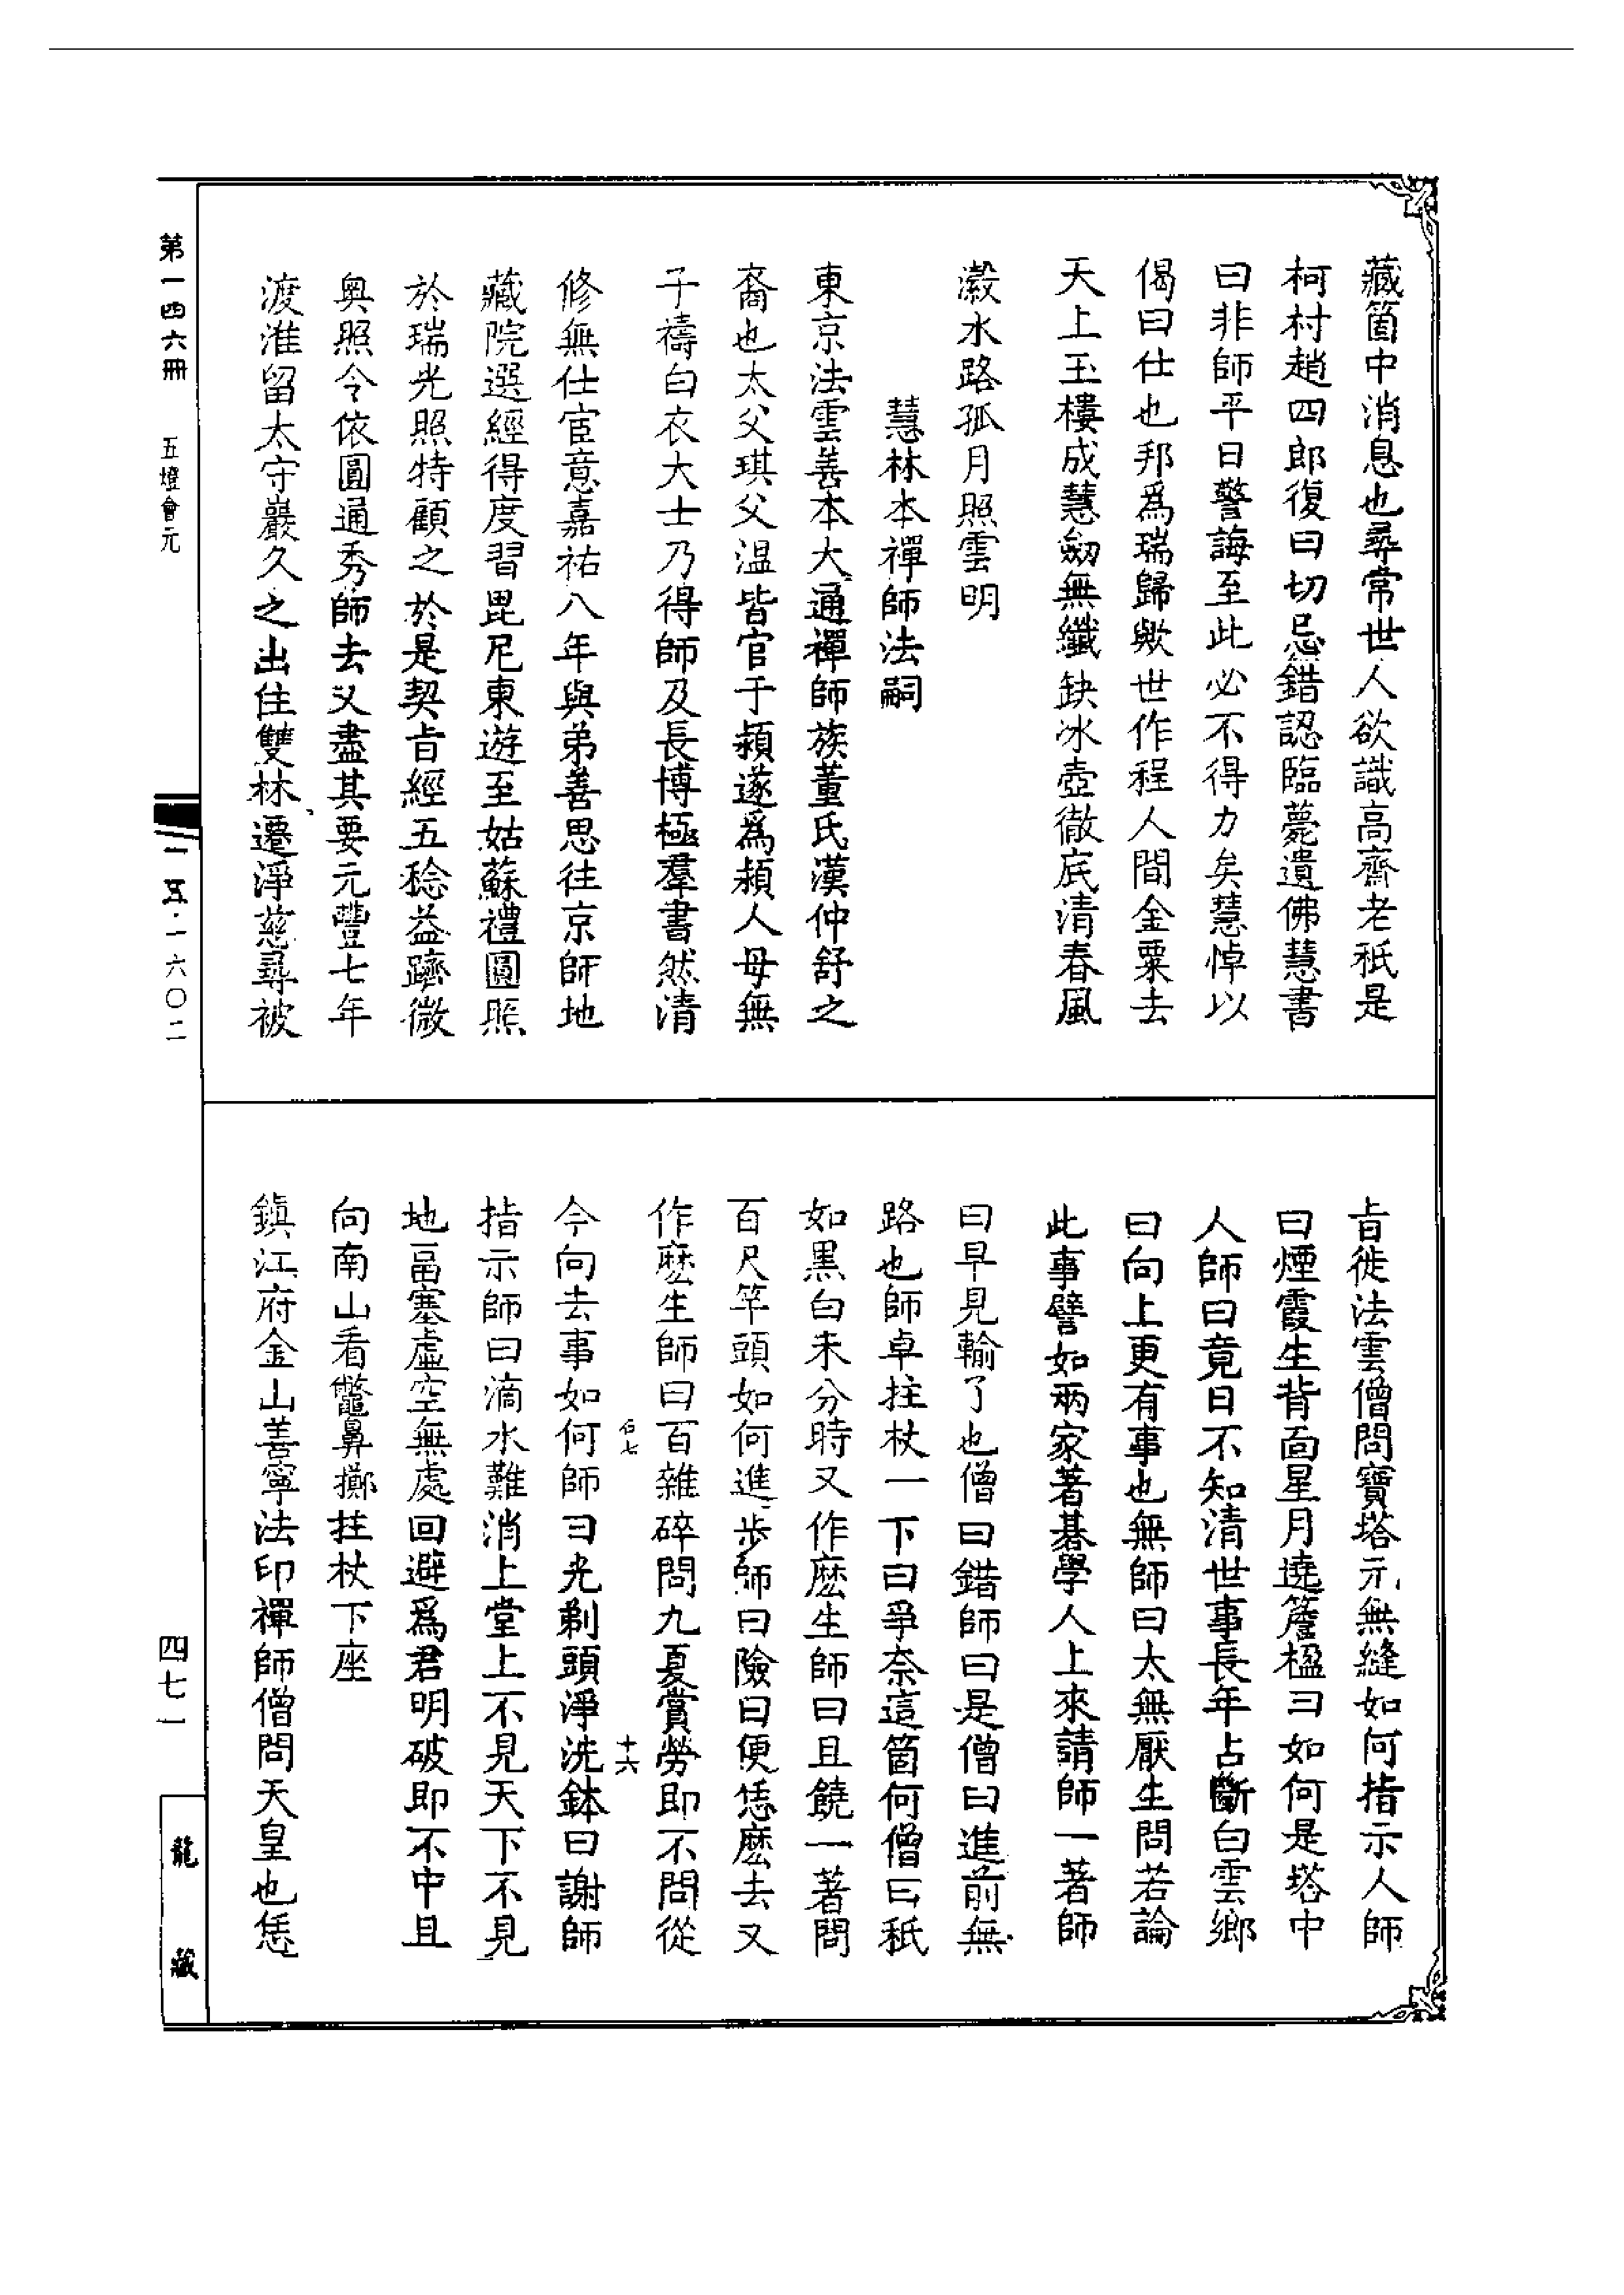 藏箇中消息也尋常世人欲識高齋老秖是
柯村趙四郎復曰切忌錯認臨薨遺佛慧書
曰非師平日警誨至此必不得力矣慧悼以
偈曰仕也邦爲瑞歸歟世作程人間金粟去
天上玉樓成慧劒無纖缺冰壺徹底清春風
瀫水路孤月照雲明
慧林本禪師法嗣
東京法雲善本大通禪師族董氏漢仲舒之
裔也太父琪父溫皆官于潁遂爲潁人母無
子禱白衣大士乃得師及長博極羣書然清
修無仕宦意嘉祐八年與弟善思往京師地
藏院選經得度習毘尼東遊至姑蘇禮圓照
於瑞光照特顧之於是契旨經五稔益躋微
奧照令依圓通秀師去又盡其要元豐七年
渡淮留太守巖久之出住雙林遷淨慈尋被
旨徙法雲僧問寶塔元無縫如何指示人師
曰煙霞生背面星月遶簷楹曰如何是塔中
人師曰竟日不知清世事長年占斷白雲鄉
曰向上更有事也無師曰太無厭生問若論
此事譬如兩家著碁學人上來請師一著師
曰早見輸了也僧曰錯師曰是僧曰進前無
路也師卓拄杖一下曰爭奈這箇何僧曰秖
如黑白未分時又作麽生師曰且饒一著問
百尺竿頭如何進步師曰險曰便恁麽去又
作麽生師曰百雜碎問九夏賞勞即不問從
石七
十六
今向去事如何師曰光剃頭淨洗鉢曰謝師
指示師曰滴水難消上堂上不見天下不見
地畐塞虛空無處回避爲君明破即不中且
向南山看鼈鼻擲拄杖下座
鎮江府金山善寧法印禪師僧問天皇也恁
第一四六冊
五燈會元
一五·一六〇二
四七一
龍藏